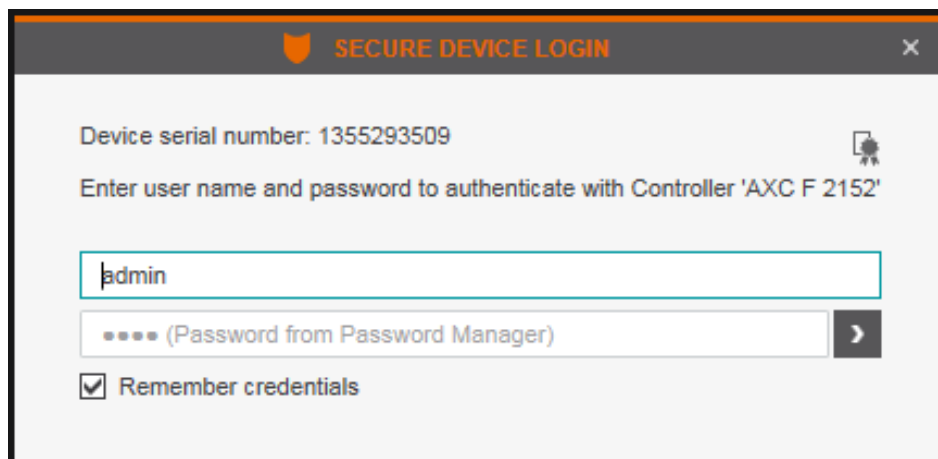 SECURE DEVICE LOGIN
Device serial number: 1355293509
Enter user name and password to authenticate with Controller 'AXC F 2152'
admin
●●●● (Password from Password Manager)
Remember credentials